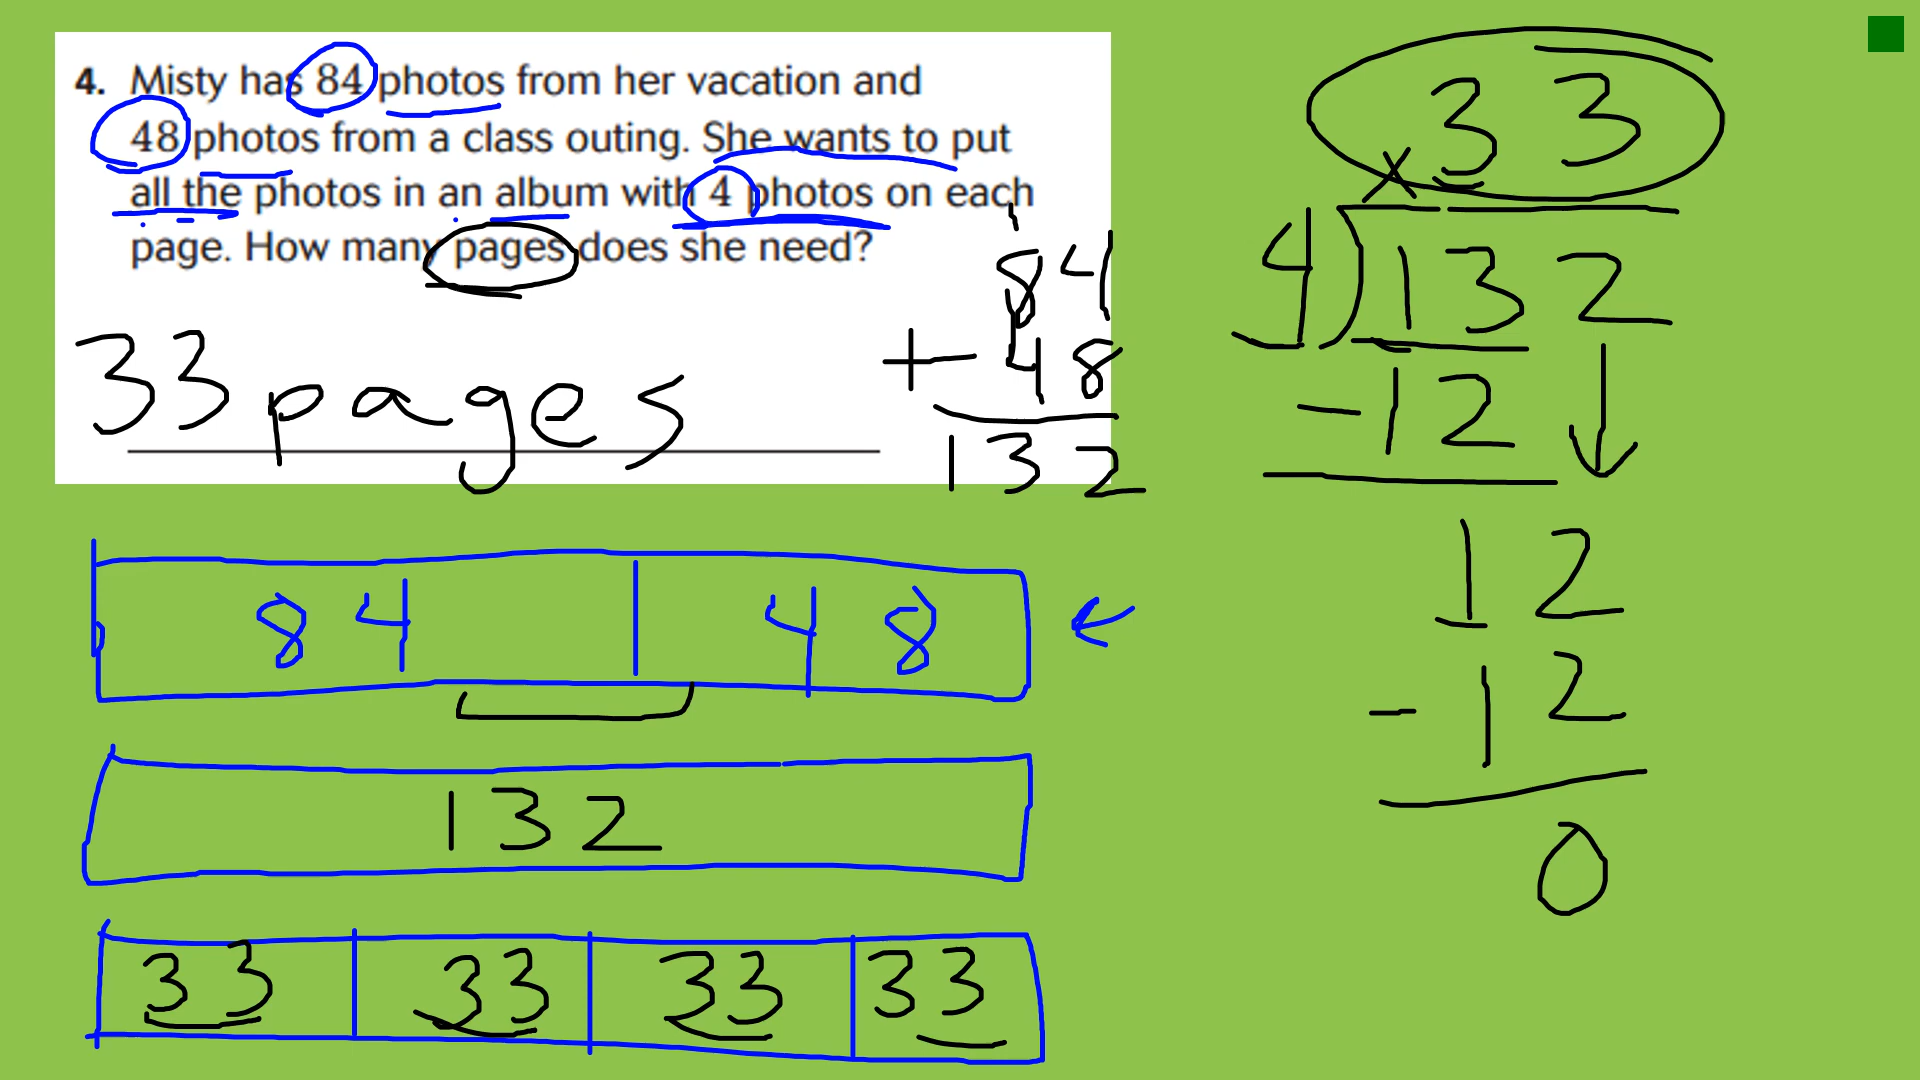 4. Misty has 84 photos from her vacation and
48 photos from a class outing. She wants to put
all the photos in an album with 4 photos on each
page. How many pages does she need?
33 pages
1
84
+ 48
132
33
x
4)132
-12
12
-12
0
84 48
132
33 33 33 33